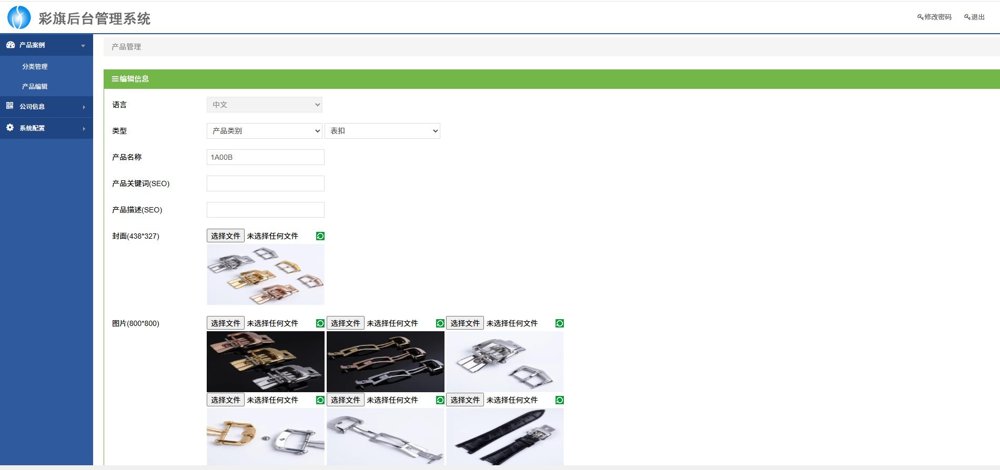 彩旗后台管理系统
修改密码 退出
产品案例
分类管理
产品编辑
公司信息
系统配置
产品管理
编辑信息
语言 中文
类型 产品类别 表扣
产品名称 1A00B
产品关键词(SEO)
产品描述(SEO)
封面(438*327) 选择文件 未选择任何文件
图片(800*800) 选择文件 未选择任何文件 选择文件 未选择任何文件 选择文件 未选择任何文件
选择文件 未选择任何文件 选择文件 未选择任何文件 选择文件 未选择任何文件